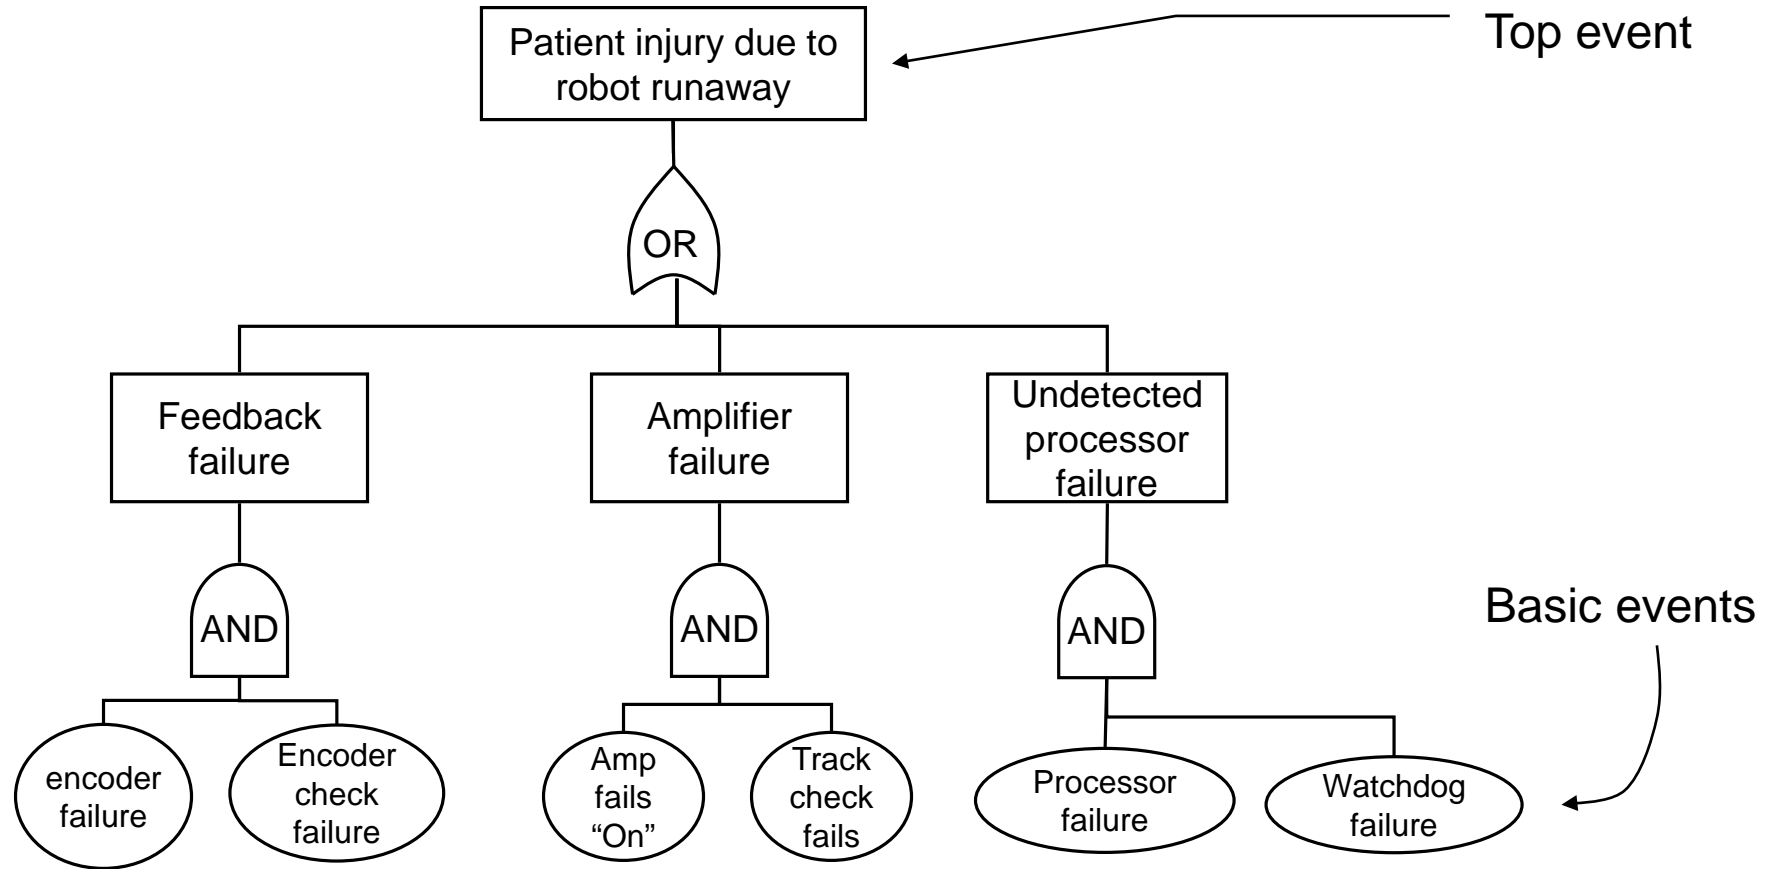 Patient injury due to
robot runaway
Top event
OR
Feedback
failure
Amplifier
failure
Undetected
processor
failure
AND
AND
AND
Basic events
encoder
failure
Encoder
check
failure
Amp
fails
“On”
Track
check
fails
Processor
failure
Watchdog
failure